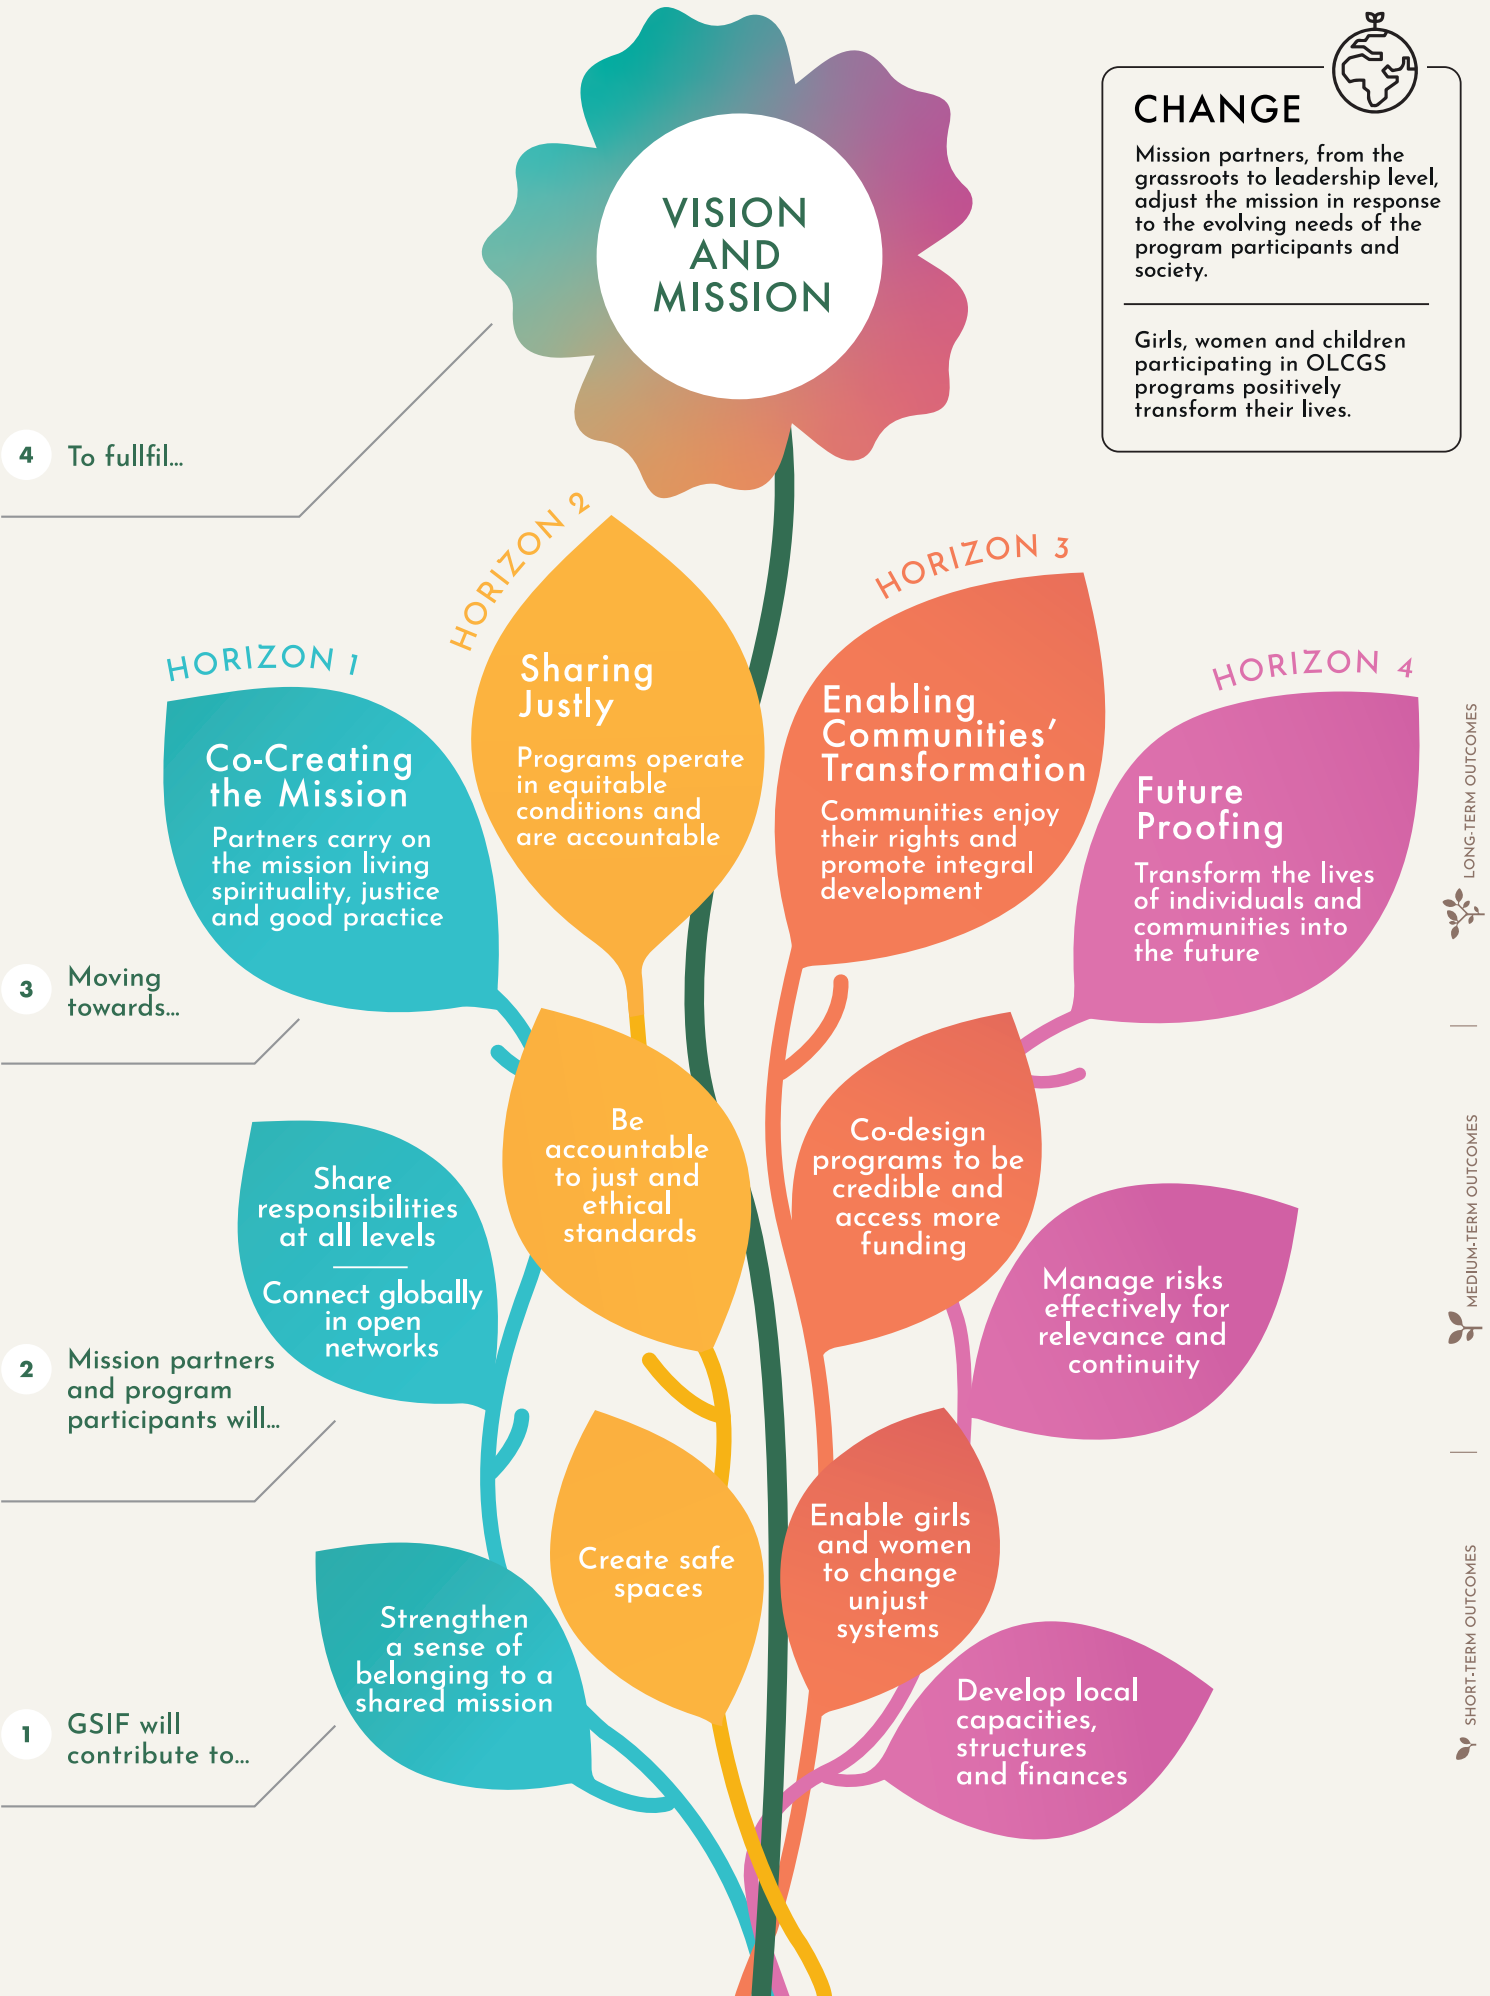 VISION
AND
MISSION
CHANGE
Mission partners, from the
grassroots to leadership level,
adjust the mission in response
to the evolving needs of the
program participants and
society.
Girls, women and children
participating in OLCGS
programs positively
transform their lives.
4 To fullfil...
HORIZON 1
Co-Creating
the Mission
Partners carry on
the mission living
spirituality, justice
and good practice
HORIZON 2
Sharing
Justly
Programs operate
in equitable
conditions and
are accountable
HORIZON 3
Enabling
Communities'
Transformation
Communities enjoy
their rights and
promote integral
development
HORIZON 4
Future
Proofing
Transform the lives
of individuals and
communities into
the future
LONG-TERM OUTCOMES
3 Moving
towards...
Share
responsibilities
at all levels
Connect globally
in open
networks
Be
accountable
to just and
ethical
standards
Co-design
programs to be
credible and
access more
funding
Manage risks
effectively for
relevance and
continuity
MEDIUM-TERM OUTCOMES
2 Mission partners
and program
participants will...
Strengthen
a sense of
belonging to a
shared mission
Create safe
spaces
Enable girls
and women
to change
unjust
systems
Develop local
capacities,
structures
and finances
SHORT-TERM OUTCOMES
1 GSIF will
contribute to...